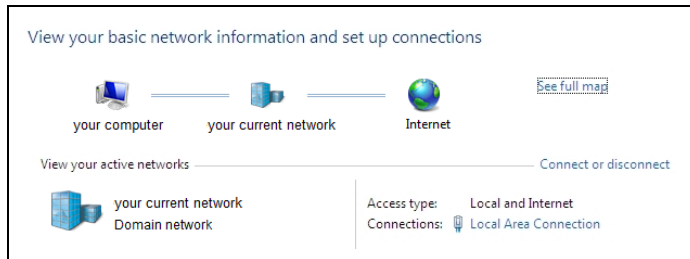 View your basic network information and set up connections
See full map
your computer your current network Internet
View your active networks Connect or disconnect
your current network Access type: Local and Internet
Domain network Connections: Local Area Connection